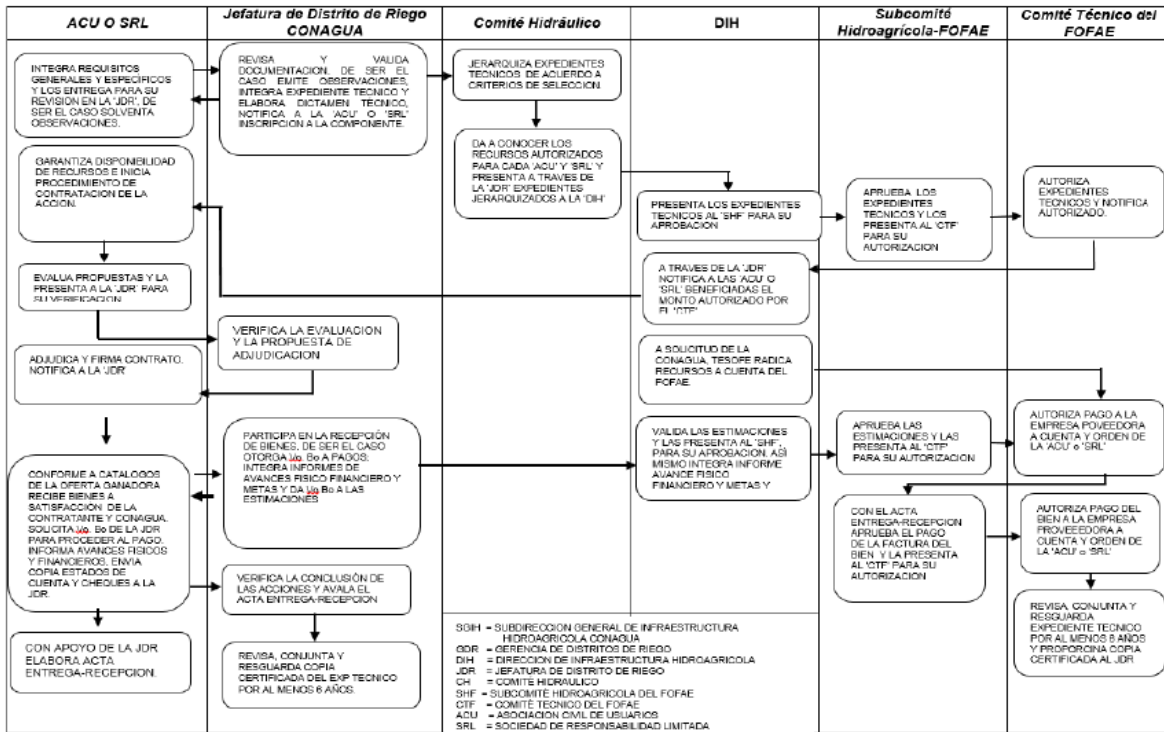 ACU O SRL
Jefatura de Distrito de Riego
CONAGUA
Comité Hidráulico
DIH
Subcomité
Hidroagrícola-FOFAE
Comité Técnico del
FOFAE
INTEGRA REQUISITOS
GENERALES Y ESPECÍFICOS
Y LOS ENTREGA PARA SU
REVISION EN LA 'JDR', DE
SER EL CASO SOLVENTA
OBSERVACIONES.
REVISA Y VALIDA
DOCUMENTACION. DE SER EL
CASO EMITE OBSERVACIONES,
INTEGRA EXPEDIENTE TECNICO Y
ELABORA DICTAMEN TECNICO,
NOTIFICA A LA 'ACU' O 'SRL'
INSCRIPCION A LA COMPONENTE.
JERARQUIZA EXPEDIENTES
TECNICOS DE ACUERDO A
CRITERIOS DE SELECCION
DA A CONOCER LOS
RECURSOS AUTORIZADOS
PARA CADA 'ACU' Y 'SRL' Y
PRESENTA A TRAVES DE
LA 'JDR' EXPEDIENTES
JERARQUIZADOS A LA 'DIH'
PRESENTA LOS EXPEDIENTES
TECNICOS AL 'SHF' PARA SU
APROBACION
APRUEBA LOS
EXPEDIENTES
TECNICOS Y LOS
PRESENTA AL 'CTF'
PARA SU
AUTORIZACION
AUTORIZA
EXPEDIENTES
TECNICOS Y NOTIFICA
AUTORIZADO.
GARANTIZA DISPONIBILIDAD
DE RECURSOS E INICIA
PROCEDIMIENTO DE
CONTRATACION DE LA
ACCION.
A TRAVES DE LA 'JDR'
NOTIFICA A LAS 'ACU' O
'SRL' BENEFICIADAS EL
MONTO AUTORIZADO POR
EL 'CTF'
EVALUA PROPUESTAS Y LA
PRESENTA A LA 'JDR' PARA
SU VERIFICACION
VERIFICA LA EVALUACION
Y LA PROPUESTA DE
ADJUDICACION
ADJUDICA Y FIRMA CONTRATO.
NOTIFICA A LA 'JDR'
A SOLICITUD DE LA
CONAGUA, TESOFE RADICA
RECURSOS A CUENTA DEL
FOFAE
CONFORME A CATALOGOS
DE LA OFERTA GANADORA
RECIBE BIENES A
SATISFACCION DE LA
CONTRATANTE Y CONAGUA.
SOLICITA Vo. Bo DE LA JDR
PARA PROCEDER AL PAGO.
INFORMA AVANCES FISICOS
Y FINANCIEROS. ENVIA
COPIA ESTADOS DE
CUENTA Y CHEQUES A LA
JDR.
PARTICIPA EN LA RECEPCIÓN
DE BIENES, DE SER EL CASO
OTORGA Vo. Bo A PAGOS;
INTEGRA INFORMES DE
AVANCES FISICO FINANCIERO Y
METAS Y DA Vo Bo A LAS
ESTIMACIONES
VALIDA LAS ESTIMACIONES
Y LAS PRESENTA AL 'SHF',
PARA SU APROBACION, ASÍ
MISMO INTEGRA INFORME
AVANCE FISICO
FINANCIERO Y METAS Y
APRUEBA LAS
ESTIMACIONES Y LAS
PRESENTA AL 'CTF'
PARA SU AUTORIZACION
AUTORIZA PAGO A LA
EMPRESA POVEEDORA
A CUENTA Y ORDEN DE
LA 'ACU' o 'SRL'
CON EL ACTA
ENTREGA-RECEPCION
APRUEBA EL PAGO
DE LA FACTURA DEL
BIEN Y LA PRESENTA
AL 'CTF' PARA SU
AUTORIZACION
AUTORIZA PAGO DEL
BIEN A LA EMPRESA
PROVEEEDORA A
CUENTA Y ORDEN DE
LA 'ACU' o 'SRL'
VERIFICA LA CONCLUSIÓN DE
LAS ACCIONES Y AVALA EL
ACTA ENTREGA-RECEPCION
CON APOYO DE LA JDR
ELABORA ACTA
ENTREGA-RECEPCION.
REVISA, CONJUNTA Y
RESGUARDA COPIA
CERTIFICADA DEL EXP TECNICO
POR AL MENOS 6 AÑOS.
REVISA, CONJUNTA Y
RESGUARDA
EXPEDIENTE TECNICO
POR AL MENOS 6 AÑOS
Y PROPORCINA COPIA
CERTIFICADA AL JDR
SGIH = SUBDIRECCION GENERAL DE INFRAESTRUCTURA
HIDROAGRICOLA CONAGUA
GDR = GERENCIA DE DISTRITOS DE RIEGO
DIH = DIRECCION DE INFRAESTRUCTURA HIDROAGRICOLA
JDR = JEFATURA DE DISTRITO DE RIEGO
CH = COMITÉ HIDRAULICO
SHF = SUBCOMITÉ HIDROAGRICOLA DEL FOFAE
CTF = COMITÉ TECNICO DEL FOFAE
ACU = ASOCIACION CIVIL DE USUARIOS
SRL = SOCIEDAD DE RESPONSABILIDAD LIMITADA